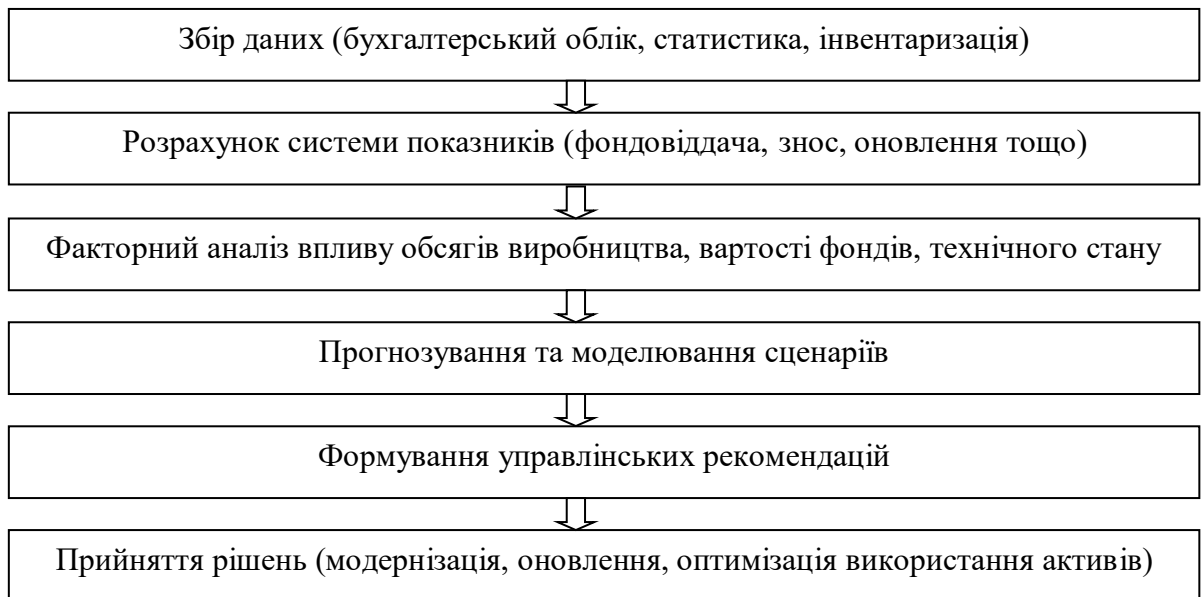 Збір даних (бухгалтерський облік, статистика, інвентаризація)
Розрахунок системи показників (фондовіддача, знос, оновлення тощо)
Факторний аналіз впливу обсягів виробництва, вартості фондів, технічного стану
Прогнозування та моделювання сценаріїв
Формування управлінських рекомендацій
Прийняття рішень (модернізація, оновлення, оптимізація використання активів)